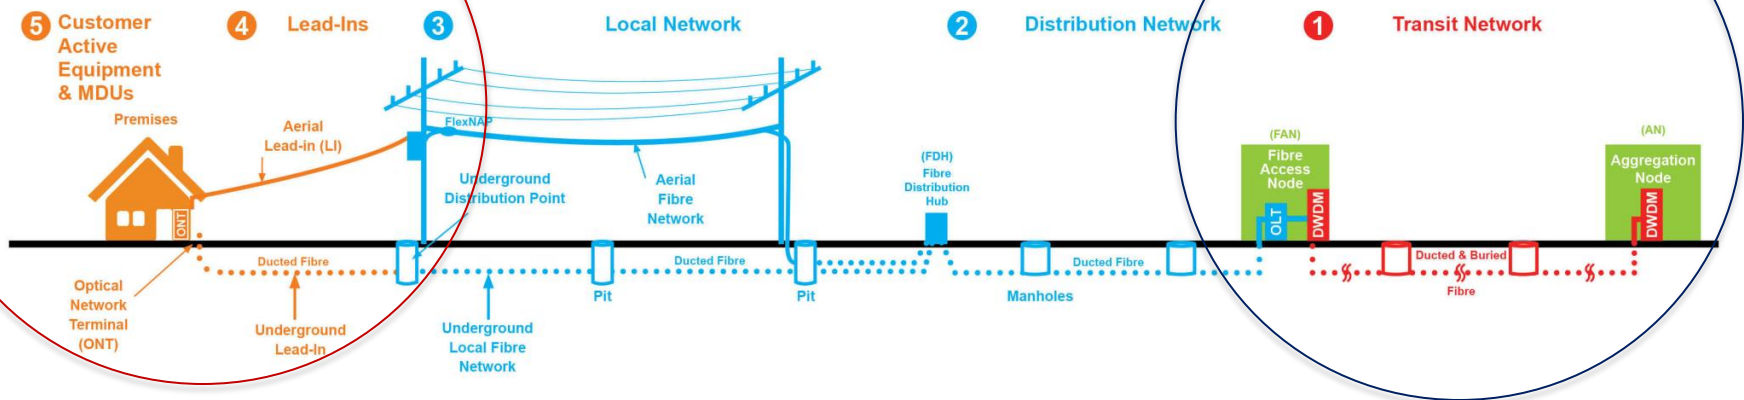 5 Customer
Active
Equipment
& MDUs
4 Lead-Ins
3 Local Network
2 Distribution Network
1 Transit Network
Premises
Aerial
Lead-in (LI)
FlexNAP
Underground
Distribution Point
Aerial
Fibre
Network
(FDH)
Fibre
Distribution
Hub
(FAN)
Fibre
Access
Node
OLT
DWDM
(AN)
Aggregation
Node
DWDM
ONT
Ducted Fibre
Ducted Fibre
Ducted Fibre
Ducted & Buried
Fibre
Optical
Network
Terminal
(ONT)
Underground
Lead-In
Underground
Local Fibre
Network
Pit
Pit
Manholes